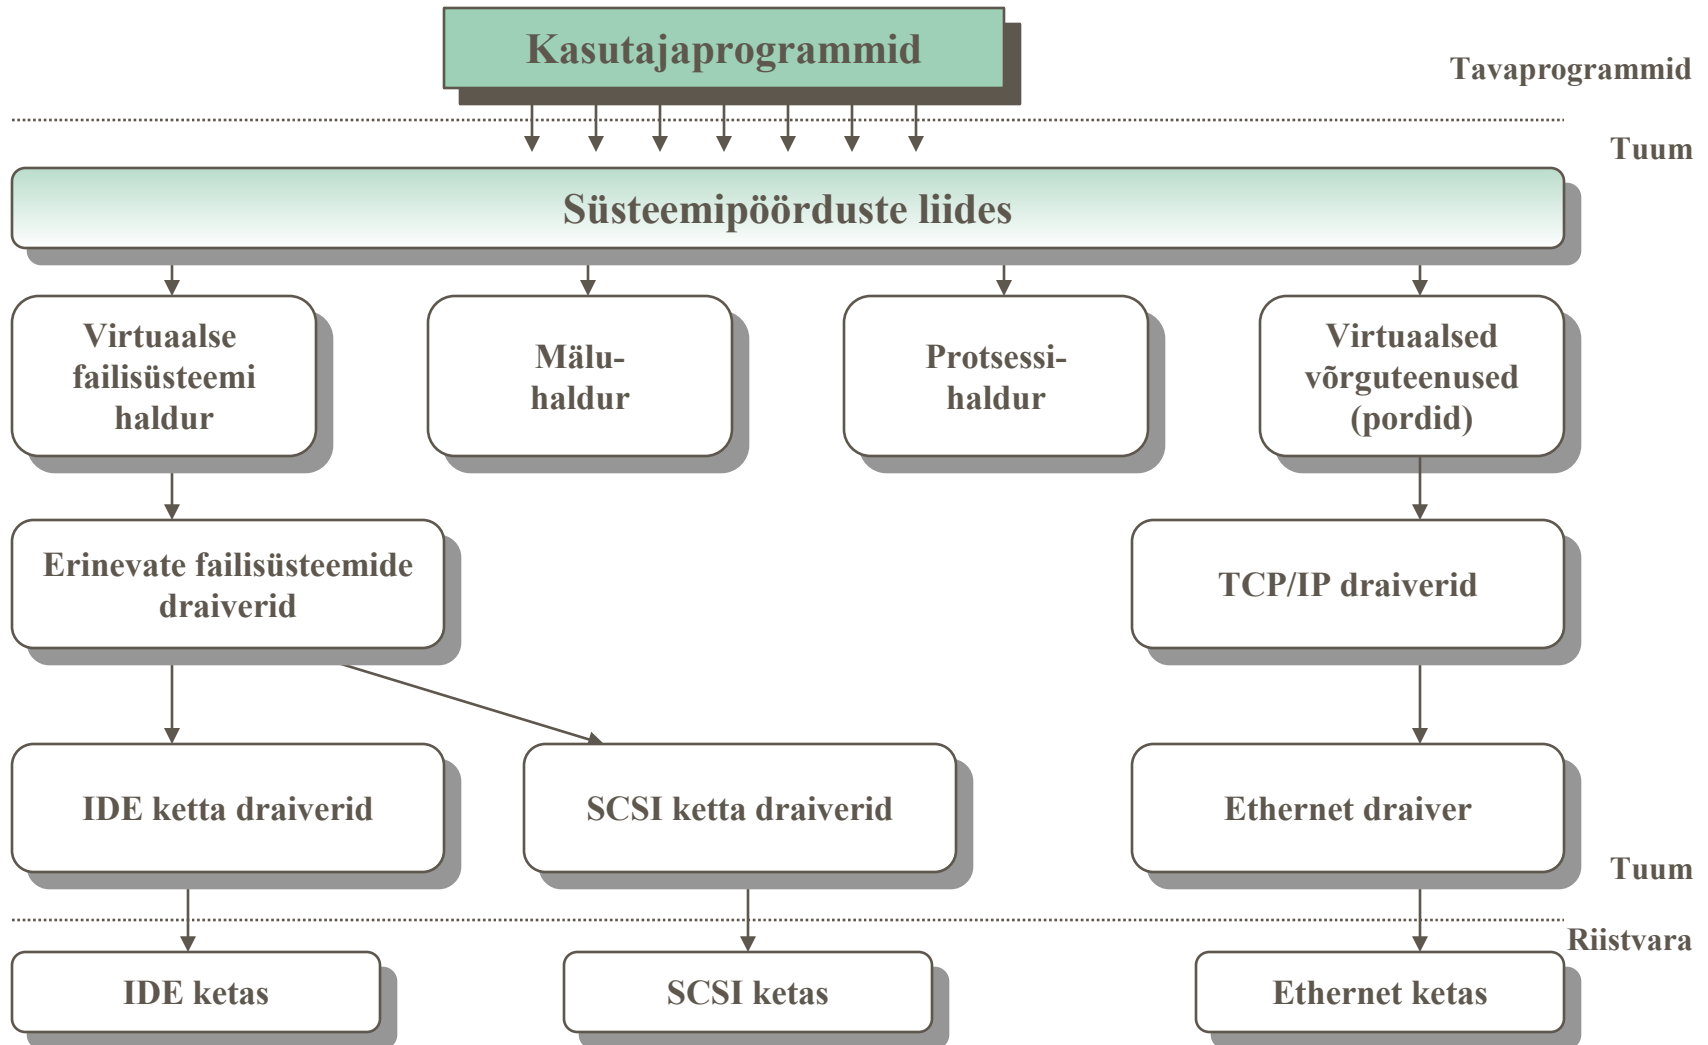 Kasutajaprogrammid
Tavaprogrammid
Tuum
Süsteemipöörduste liides
Virtuaalse
failisüsteemi
haldur
Mälu-
haldur
Protsessi-
haldur
Virtuaalsed
võrguteenused
(pordid)
Erinevate failisüsteemide
draiverid
TCP/IP draiverid
IDE ketta draiverid
SCSI ketta draiverid
Ethernet draiver
Tuum
Riistvara
IDE ketas
SCSI ketas
Ethernet ketas